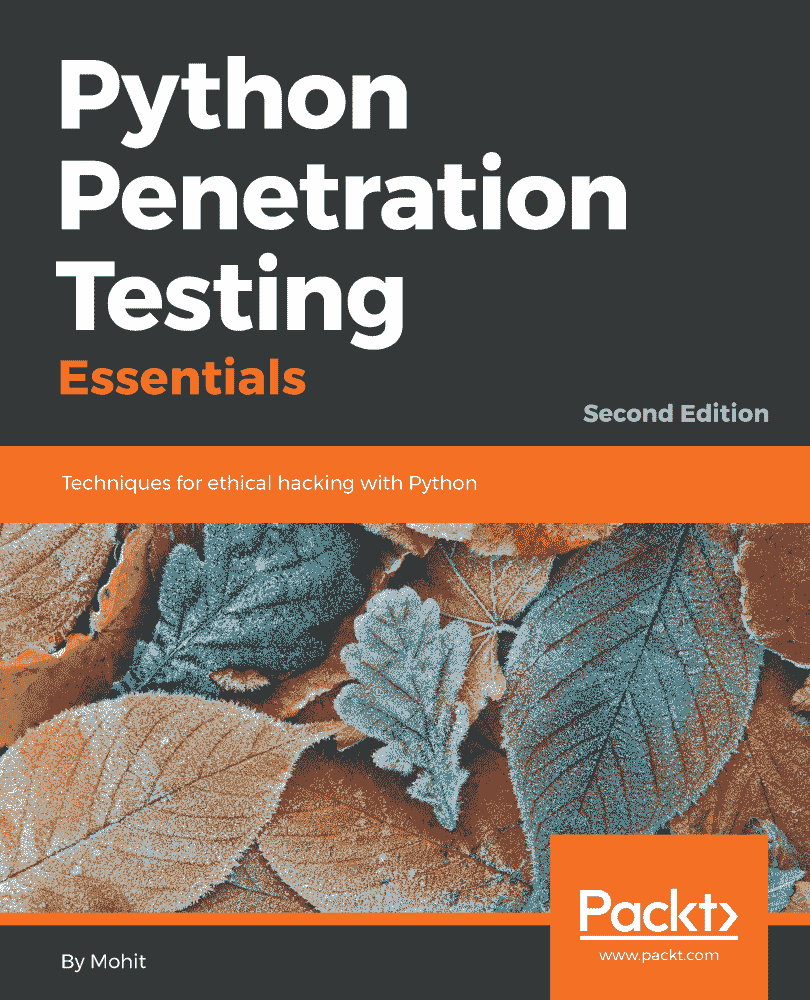 Python
Penetration
Testing
Essentials
Second Edition
Techniques for ethical hacking with Python
By Mohit
Packt
www.packt.com